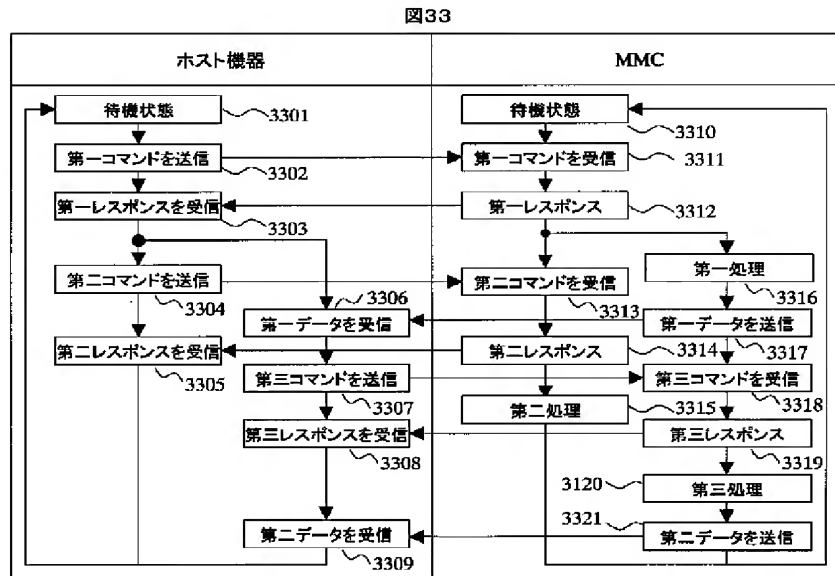 図33
ホスト機器 MMC
待機状態 3301
待機状態 3310
第一コマンドを送信 3302
第一コマンドを受信 3311
第一レスポンスを受信 3303
第一レスポンス 3312
第二コマンドを送信 3304
第二コマンドを受信 3313
第一処理 3316
第一データを受信 3306
第一データを送信 3317
第二レスポンスを受信 3305
第二レスポンス 3314
第三コマンドを送信 3307
第三コマンドを受信 3318
第二処理 3315
第三レスポンスを受信 3308
第三レスポンス 3319
3120 第三処理
3321
第二データを受信 3309
第二データを送信